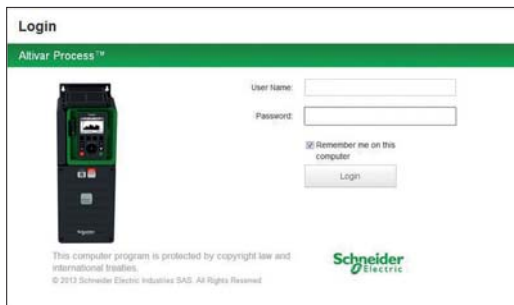 Login
Altivar Process™
User Name:
Password:
Remember me on this
computer
Login
This computer program is protected by copyright law and
international treaties.
© 2013 Schneider Electric Industries SAS. All Rights Reserved
Schneider
Electric